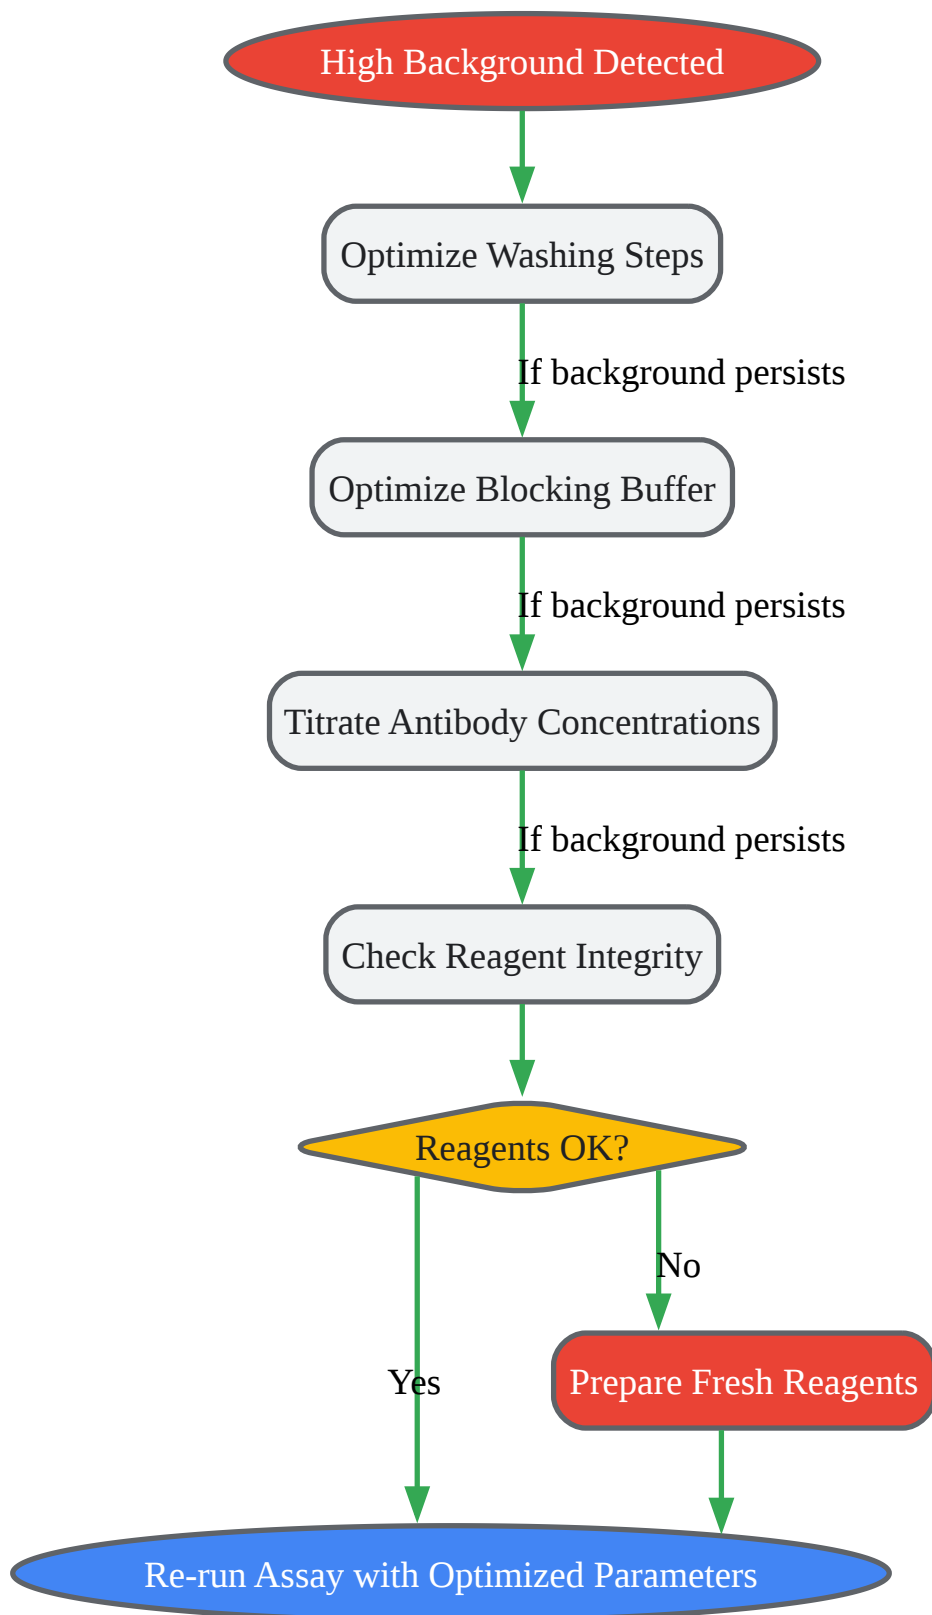 High Background Detected
Optimize Washing Steps
If background persists
Optimize Blocking Buffer
If background persists
Titrate Antibody Concentrations
If background persists
Check Reagent Integrity
Reagents OK?
No
Yes
Prepare Fresh Reagents
Re-run Assay with Optimized Parameters